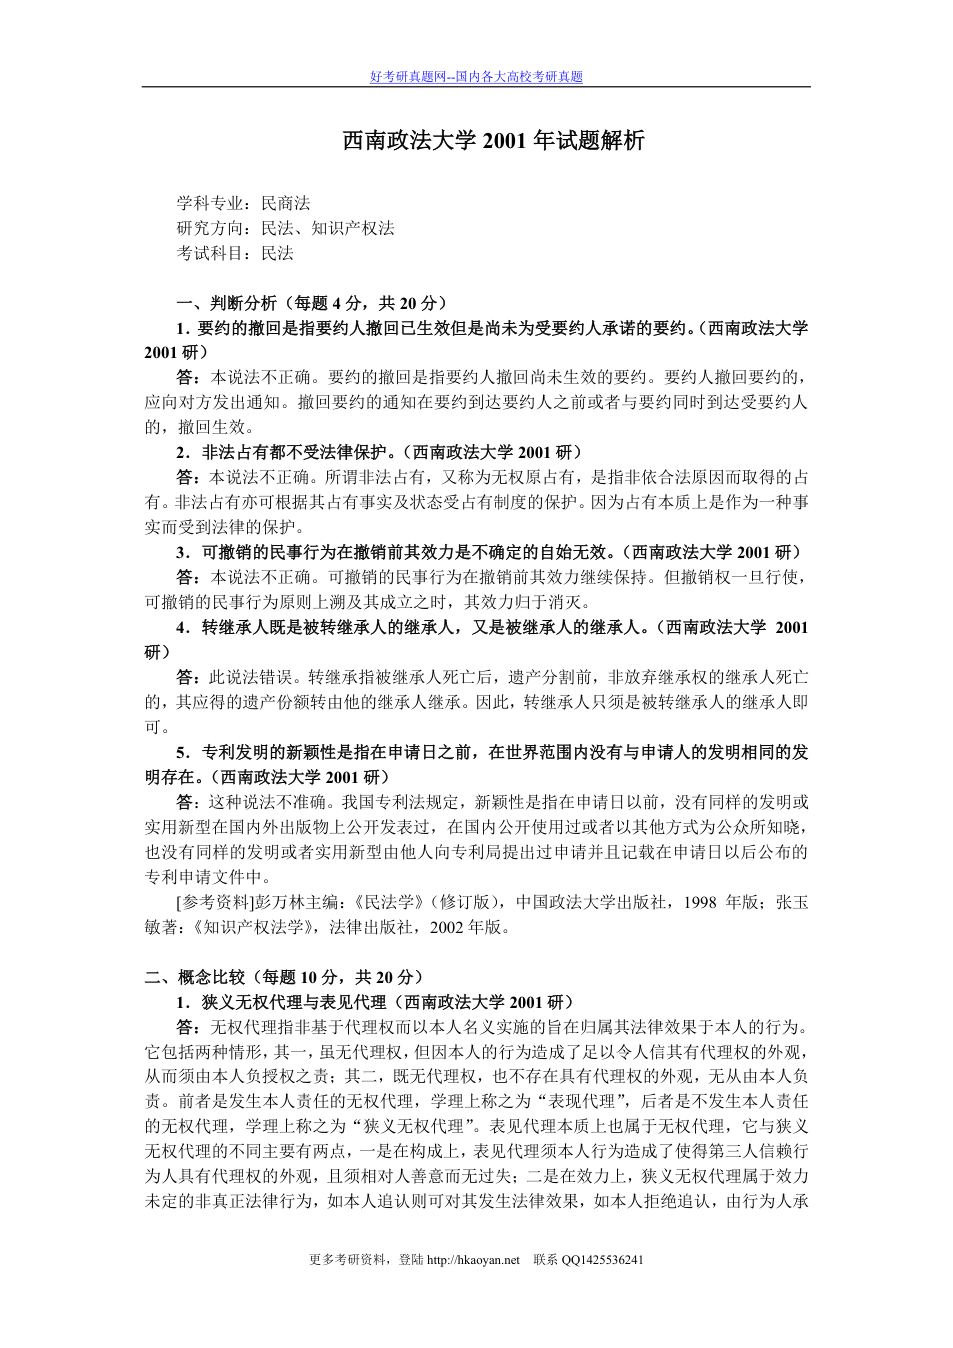 好考研真题网--国内各大高校考研真题
西南政法大学 2001 年试题解析
学科专业：民商法
研究方向：民法、知识产权法
考试科目：民法
一、判断分析（每题 4 分，共 20 分）
1．要约的撤回是指要约人撤回已生效但是尚未为受要约人承诺的要约。（西南政法大学
2001 研）
答：本说法不正确。要约的撤回是指要约人撤回尚未生效的要约。要约人撤回要约的，
应向对方发出通知。撤回要约的通知在要约到达要约人之前或者与要约同时到达受要约人
的，撤回生效。
2．非法占有都不受法律保护。（西南政法大学 2001 研）
答：本说法不正确。所谓非法占有，又称为无权原占有，是指非依合法原因而取得的占
有。非法占有亦可根据其占有事实及状态受占有制度的保护。因为占有本质上是作为一种事
实而受到法律的保护。
3．可撤销的民事行为在撤销前其效力是不确定的自始无效。（西南政法大学 2001 研）
答：本说法不正确。可撤销的民事行为在撤销前其效力继续保持。但撤销权一旦行使，
可撤销的民事行为原则上溯及其成立之时，其效力归于消灭。
4．转继承人既是被转继承人的继承人，又是被继承人的继承人。（西南政法大学 2001
研）
答：此说法错误。转继承指被继承人死亡后，遗产分割前，非放弃继承权的继承人死亡
的，其应得的遗产份额转由他的继承人继承。因此，转继承人只须是被转继承人的继承人即
可。
5．专利发明的新颖性是指在申请日之前，在世界范围内没有与申请人的发明相同的发
明存在。（西南政法大学 2001 研）
答：这种说法不准确。我国专利法规定，新颖性是指在申请日以前，没有同样的发明或
实用新型在国内外出版物上公开发表过，在国内公开使用过或者以其他方式为公众所知晓，
也没有同样的发明或者实用新型由他人向专利局提出过申请并且记载在申请日以后公布的
专利申请文件中。
[参考资料]彭万林主编：《民法学》（修订版），中国政法大学出版社，1998 年版；张玉
敏著：《知识产权法学》，法律出版社，2002 年版。
二、概念比较（每题 10 分，共 20 分）
1．狭义无权代理与表见代理（西南政法大学 2001 研）
答：无权代理指非基于代理权而以本人名义实施的旨在归属其法律效果于本人的行为。
它包括两种情形，其一，虽无代理权，但因本人的行为造成了足以令人信其有代理权的外观，
从而须由本人负授权之责；其二，既无代理权，也不存在具有代理权的外观，无从由本人负
责。前者是发生本人责任的无权代理，学理上称之为“表现代理”，后者是不发生本人责任
的无权代理，学理上称之为“狭义无权代理”。表见代理本质上也属于无权代理，它与狭义
无权代理的不同主要有两点，一是在构成上，表见代理须本人行为造成了使得第三人信赖行
为人具有代理权的外观，且须相对人善意而无过失；二是在效力上，狭义无权代理属于效力
未定的非真正法律行为，如本人追认则可对其发生法律效果，如本人拒绝追认，由行为人承
更多考研资料，登陆 http://hkaoyan.net 联系 QQ1425536241